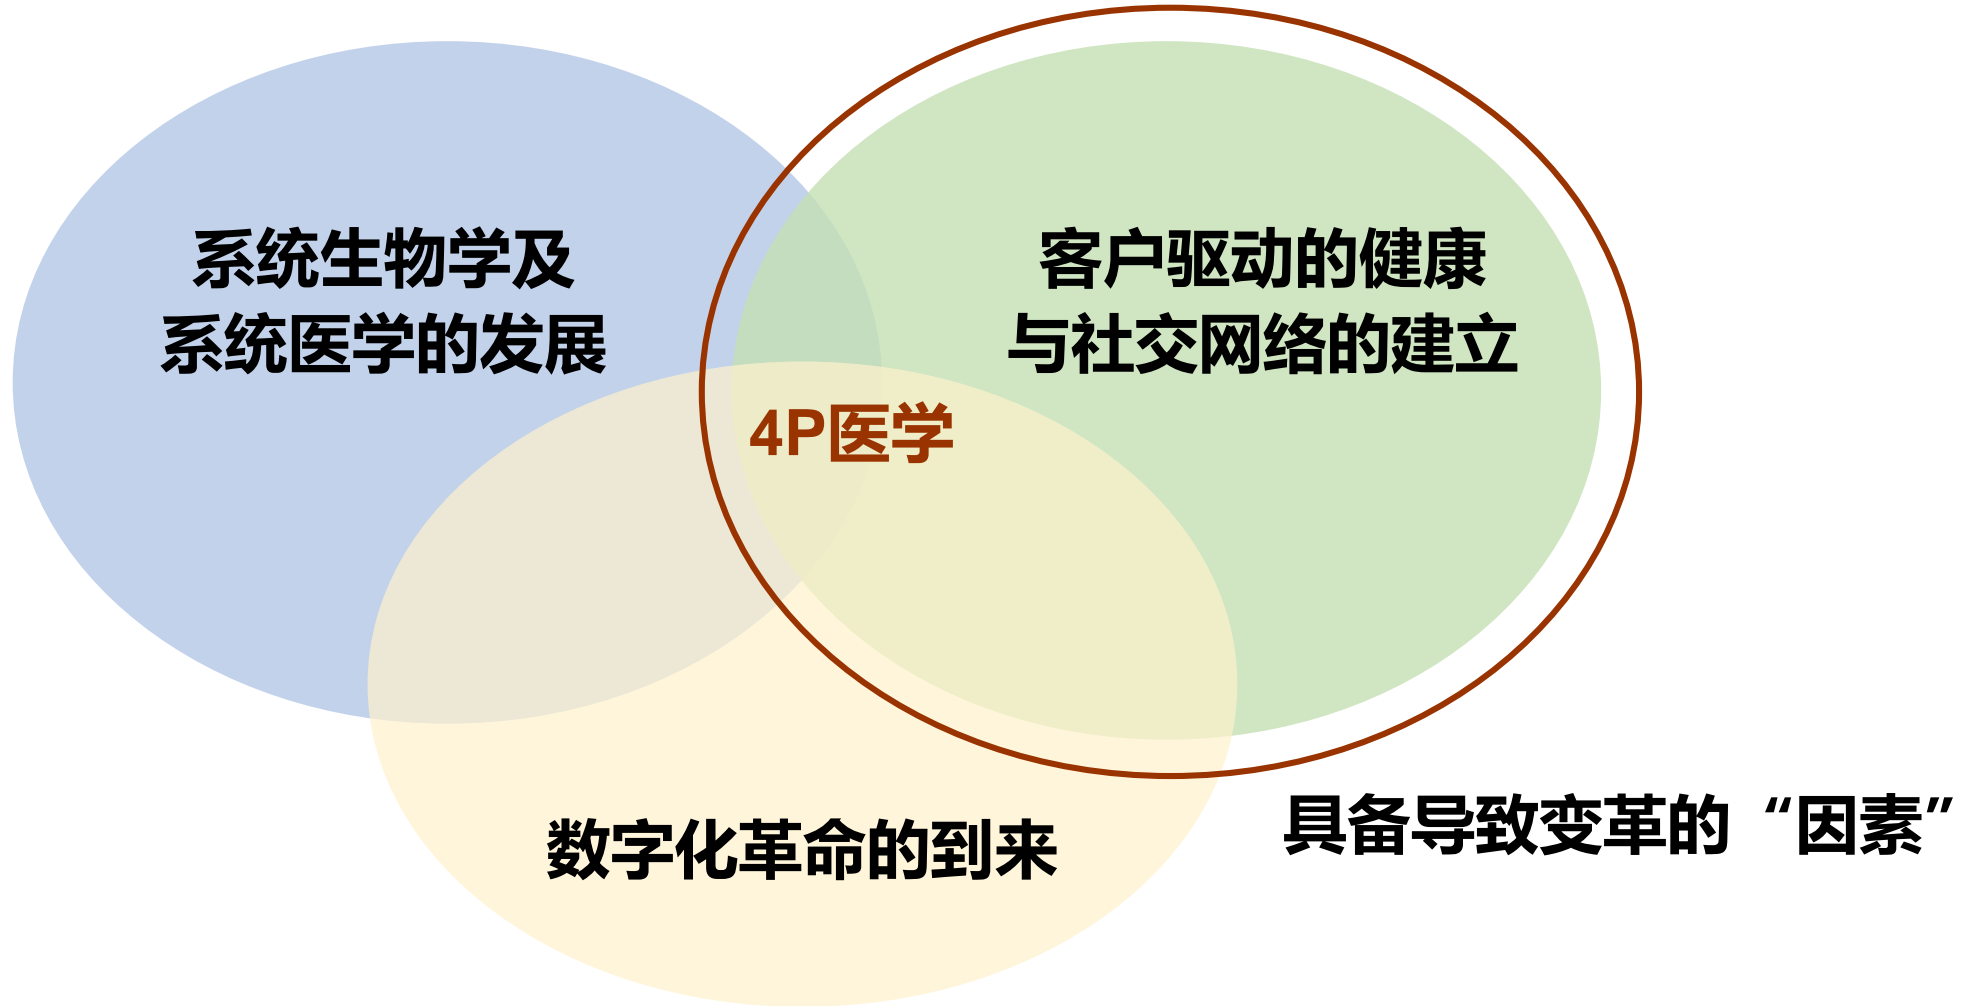 系统生物学及
系统医学的发展
客户驱动的健康
与社交网络的建立
4P医学
数字化革命的到来
具备导致变革的“因素”